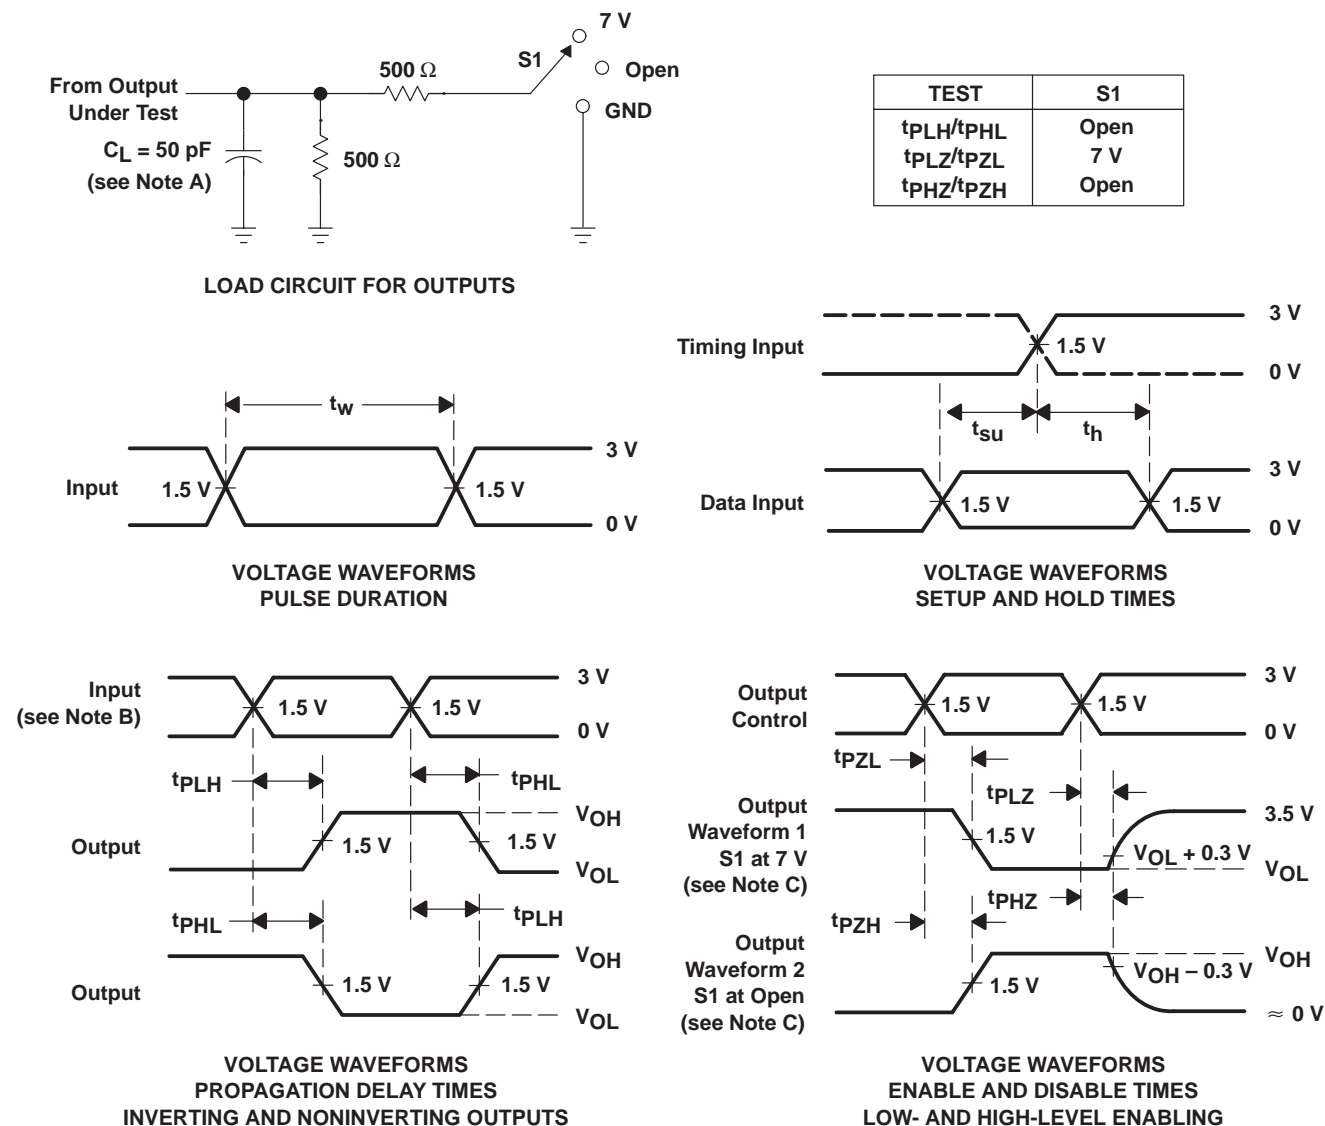 7 V
S1
Open
GND
500 Ω
From Output
Under Test
CL = 50 pF
(see Note A)
500 Ω
LOAD CIRCUIT FOR OUTPUTS
TEST S1
tPLH/tPHL Open
tPLZ/tPZL 7 V
tPHZ/tPZH Open
Timing Input
3 V
1.5 V
0 V
tsu
th
Data Input
3 V
1.5 V
1.5 V
0 V
VOLTAGE WAVEFORMS
SETUP AND HOLD TIMES
tw
Input
1.5 V
1.5 V
3 V
0 V
VOLTAGE WAVEFORMS
PULSE DURATION
Input
(see Note B)
1.5 V
1.5 V
3 V
0 V
tPLH
tPHL
Output
1.5 V
1.5 V
VOH
VOL
tPHL
tPLH
Output
1.5 V
1.5 V
VOH
VOL
VOLTAGE WAVEFORMS
PROPAGATION DELAY TIMES
INVERTING AND NONINVERTING OUTPUTS
Output
Control
1.5 V
1.5 V
3 V
0 V
tPZL
tPLZ
Output
Waveform 1
S1 at 7 V
(see Note C)
1.5 V
3.5 V
VOL + 0.3 V
VOL
tPZH
tPHZ
Output
Waveform 2
S1 at Open
(see Note C)
1.5 V
VOH
VOH – 0.3 V
≈ 0 V
VOLTAGE WAVEFORMS
ENABLE AND DISABLE TIMES
LOW- AND HIGH-LEVEL ENABLING